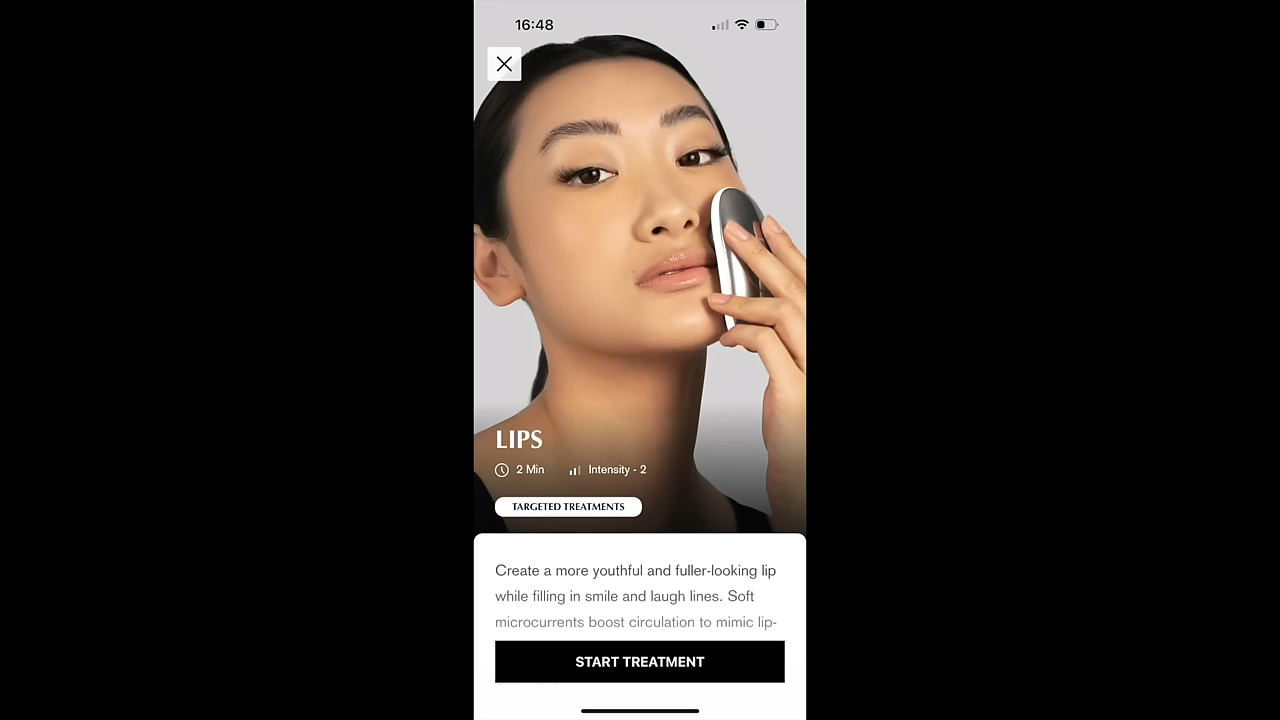 16:48
LIPS
2 Min Intensity - 2
TARGETED TREATMENTS
Create a more youthful and fuller-looking lip
while filling in smile and laugh lines. Soft
microcurrents boost circulation to mimic lip-
START TREATMENT